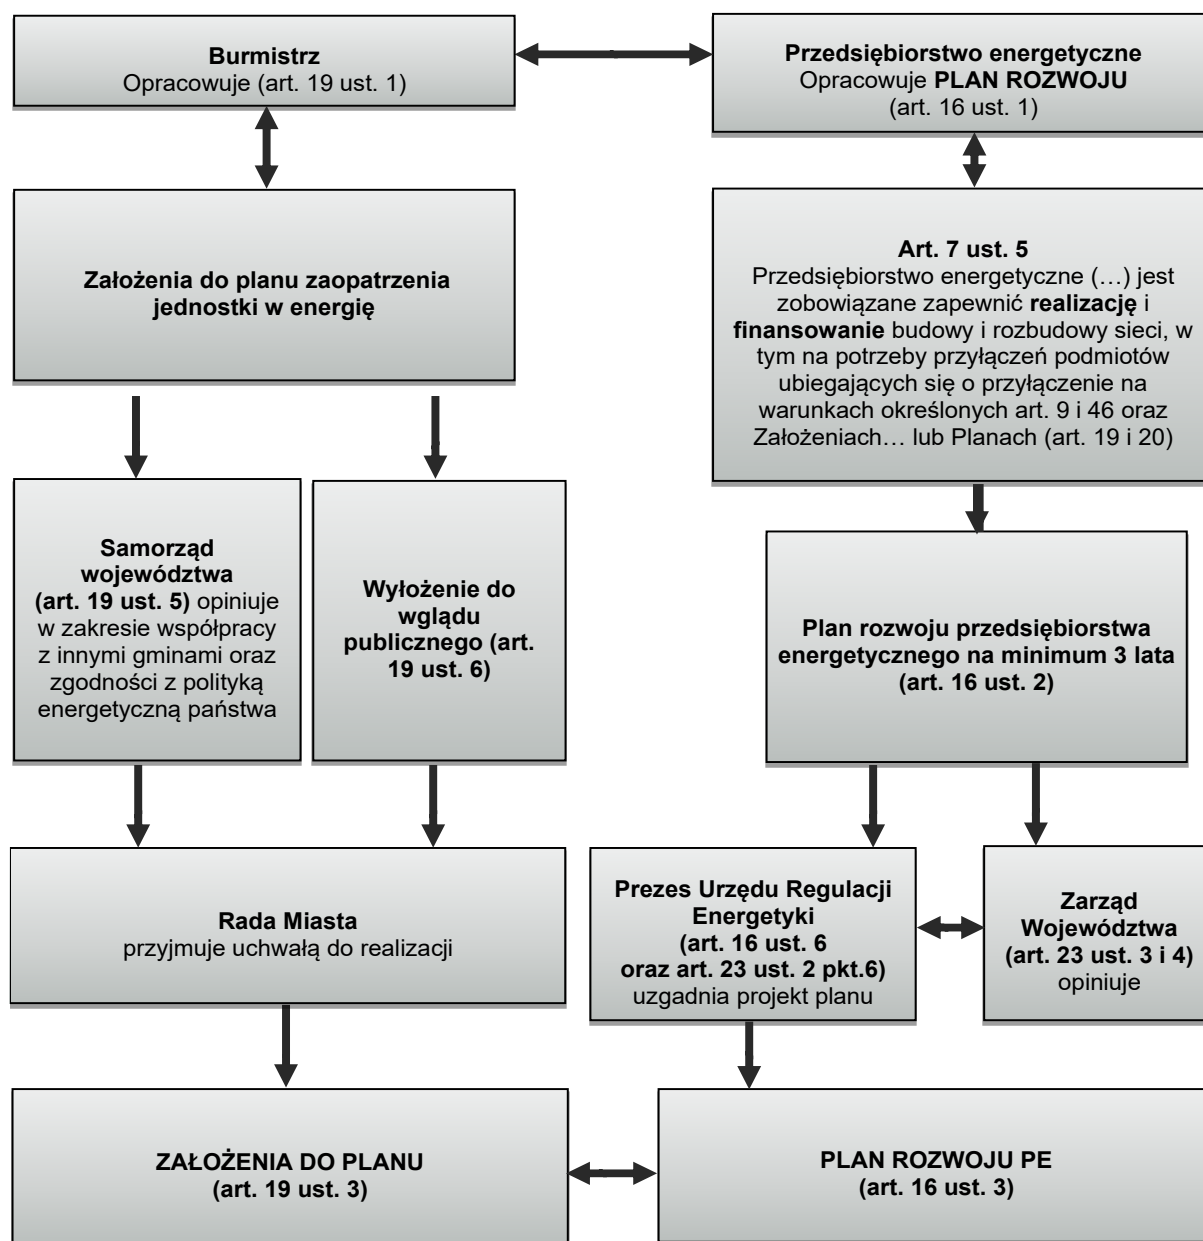 Burmistrz
Opracowuje (art. 19 ust. 1)
Przedsiębiorstwo energetyczne
Opracowuje PLAN ROZWOJU
(art. 16 ust. 1)
Założenia do planu zaopatrzenia
jednostki w energię
Art. 7 ust. 5
Przedsiębiorstwo energetyczne (…) jest
zobowiązane zapewnić realizację i
finansowanie budowy i rozbudowy sieci, w
tym na potrzeby przyłączeń podmiotów
ubiegających się o przyłączenie na
warunkach określonych art. 9 i 46 oraz
Założeniach… lub Planach (art. 19 i 20)
Samorząd
województwa
(art. 19 ust. 5) opiniuje
w zakresie współpracy
z innymi gminami oraz
zgodności z polityką
energetyczną państwa
Wyłożenie do
wglądu
publicznego (art.
19 ust. 6)
Plan rozwoju przedsiębiorstwa
energetycznego na minimum 3 lata
(art. 16 ust. 2)
Rada Miasta
przyjmuje uchwałą do realizacji
Prezes Urzędu Regulacji
Energetyki
(art. 16 ust. 6
oraz art. 23 ust. 2 pkt.6)
uzgadnia projekt planu
Zarząd
Województwa
(art. 23 ust. 3 i 4)
opiniuje
ZAŁOŻENIA DO PLANU
(art. 19 ust. 3)
PLAN ROZWOJU PE
(art. 16 ust. 3)